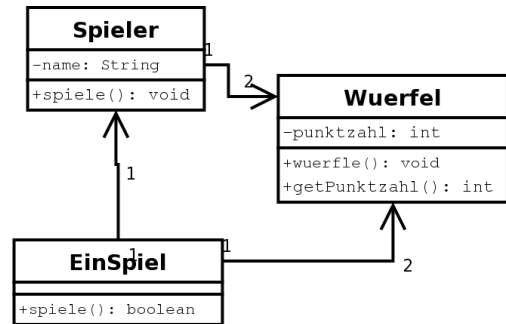 Spieler
-name: String
+spiele(): void
1
2
Wuerfel
-punktzahl: int
+wuerfle(): void
+getPunktzahl(): int
1
1
EinSpiel
+spiele(): boolean
1
2